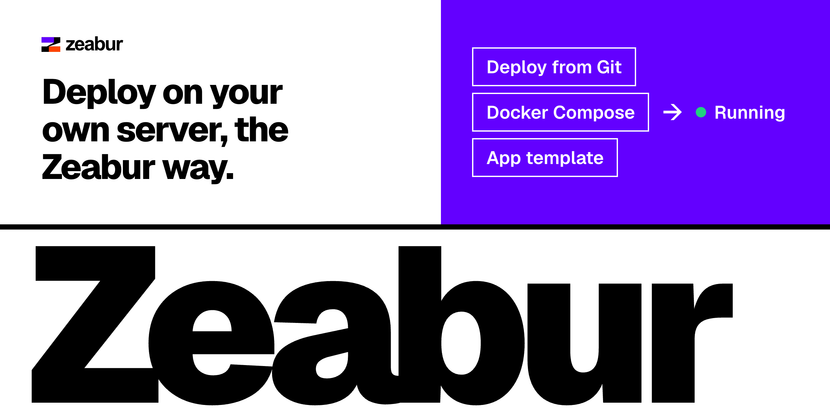 zeabur
Deploy on your
own server, the
Zeabur way.
Deploy from Git
Docker Compose
App template
→ Running
Zeabur